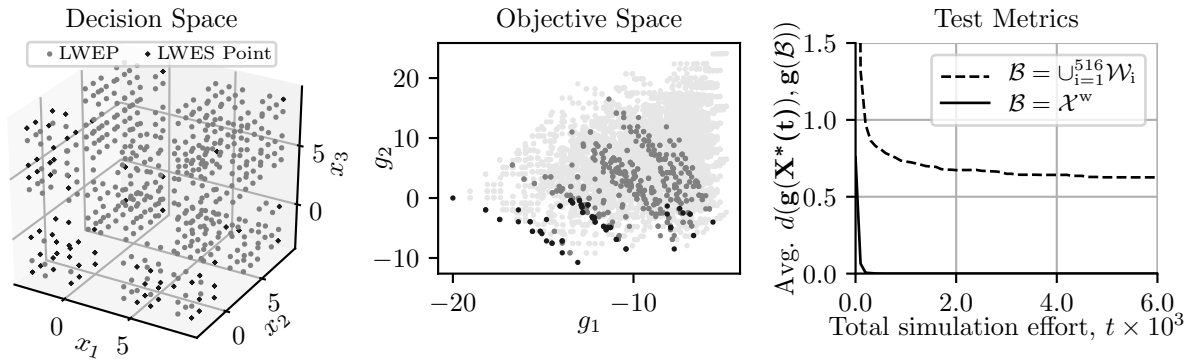 Decision Space
LWEP
LWES Point
5
0
x₃
0
5
x₁
0
5
x₂
Objective Space
20
10
0
−10
g₂
−20
−10
g₁
Test Metrics
1.5
1.0
0.5
0.0
Avg. d(g(X*(t)), g(ℬ))
ℬ = ∪₍ᵢ₌₁₎⁵¹⁶𝒲ᵢ
ℬ = 𝒳ʷ
0.0
2.0
4.0
6.0
Total simulation effort, t × 10³